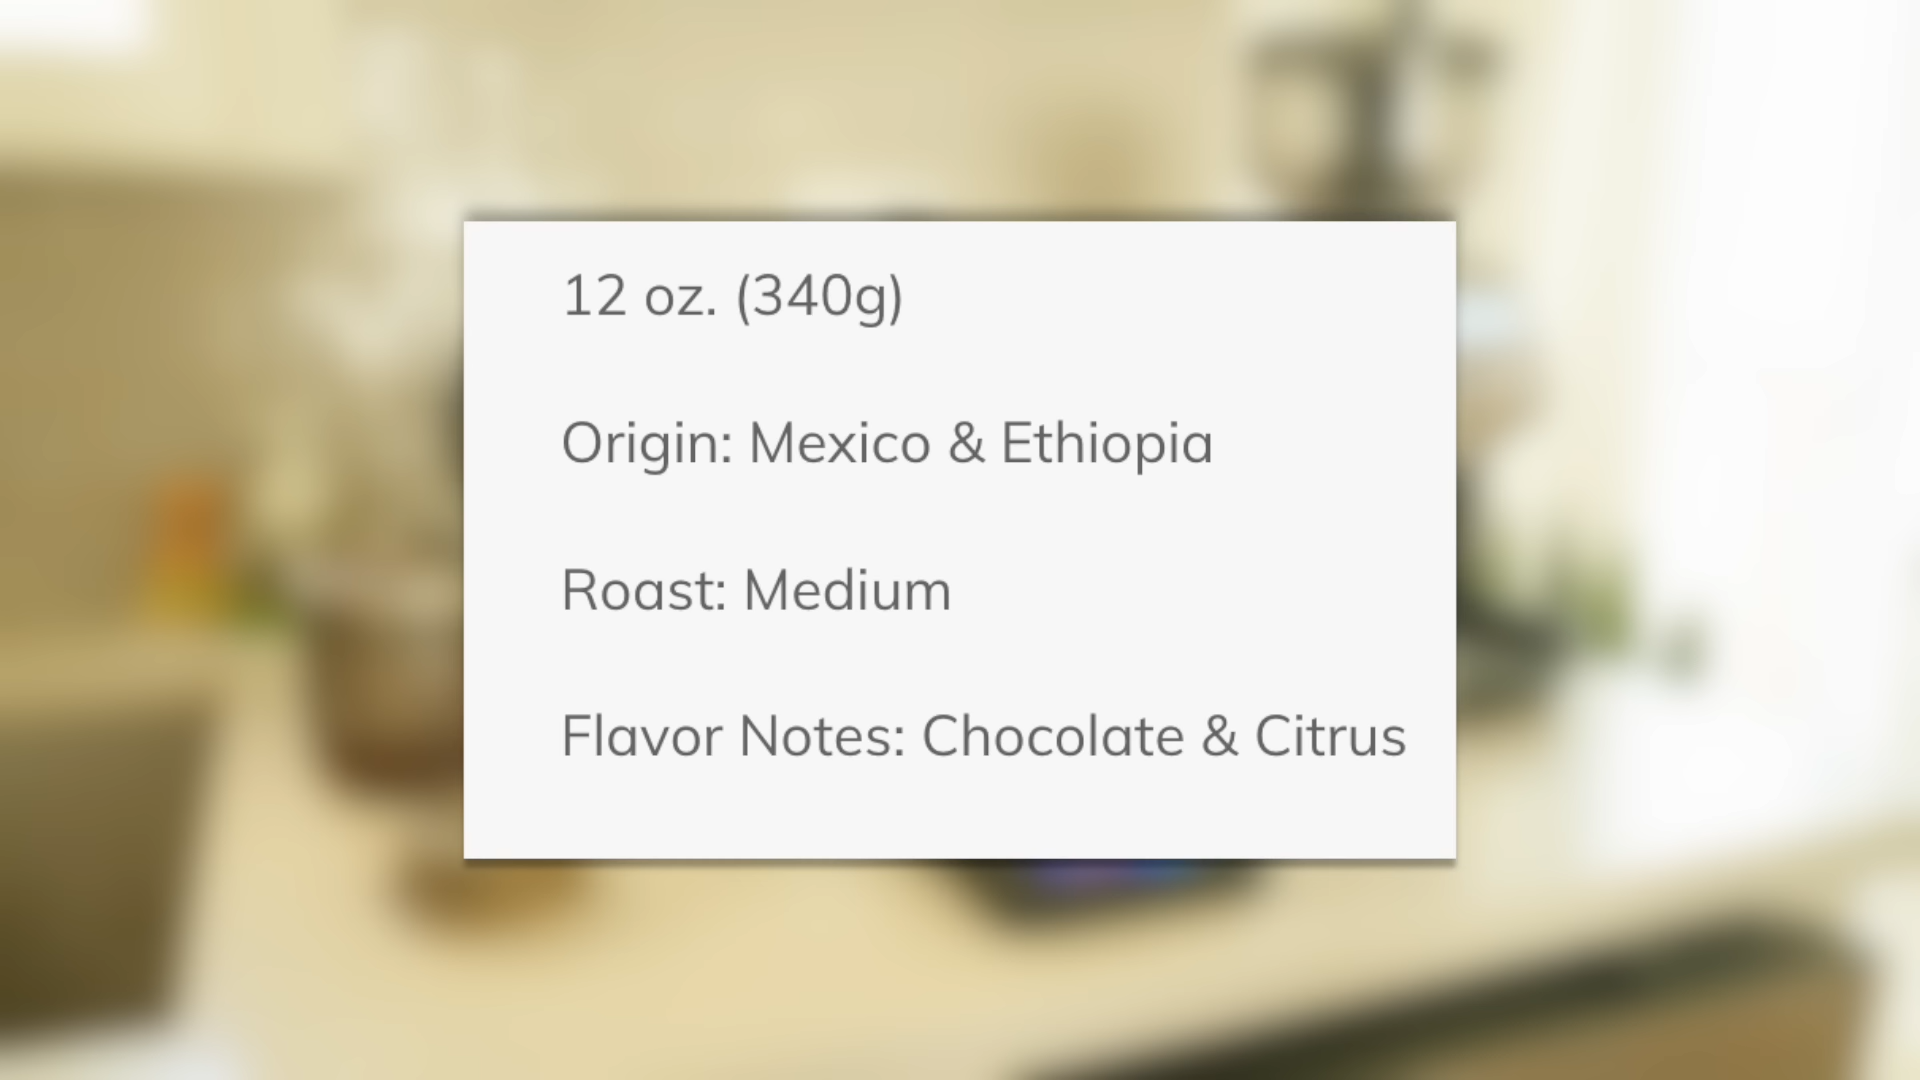 12 oz. (340g)
Origin: Mexico & Ethiopia
Roast: Medium
Flavor Notes: Chocolate & Citrus